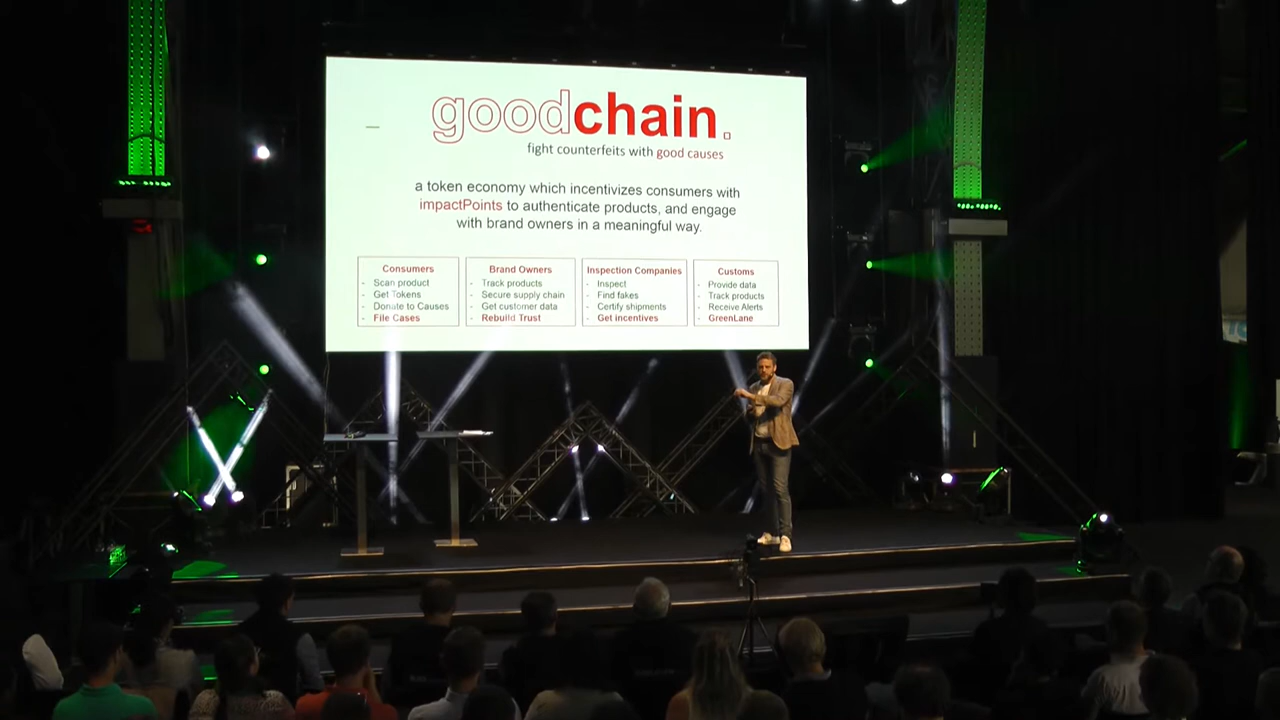 goodchain.
fight counterfeits with good causes
a token economy which incentivizes consumers with
impactPoints to authenticate products, and engage
with brand owners in a meaningful way.
Consumers
- Scan product
- Get Tokens
- Donate to Causes
- File Cases
Brand Owners
- Track products
- Secure supply chain
- Get customer data
- Rebuild Trust
Inspection Companies
- Inspect
- Find fakes
- Certify shipments
- Get incentives
Customs
- Provide data
- Track products
- Receive Alerts
- GreenLane